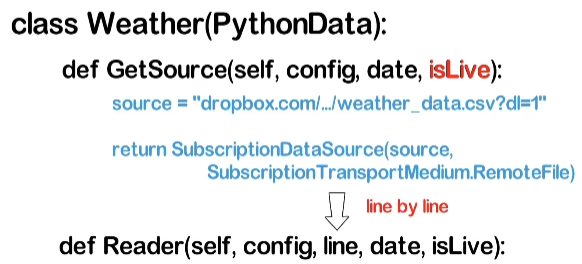 class Weather(PythonData):
def GetSource(self, config, date, isLive):
source = "dropbox.com/.../weather_data.csv?dl=1"
return SubscriptionDataSource(source,
SubscriptionTransportMedium.RemoteFile)
line by line
def Reader(self, config, line, date, isLive):